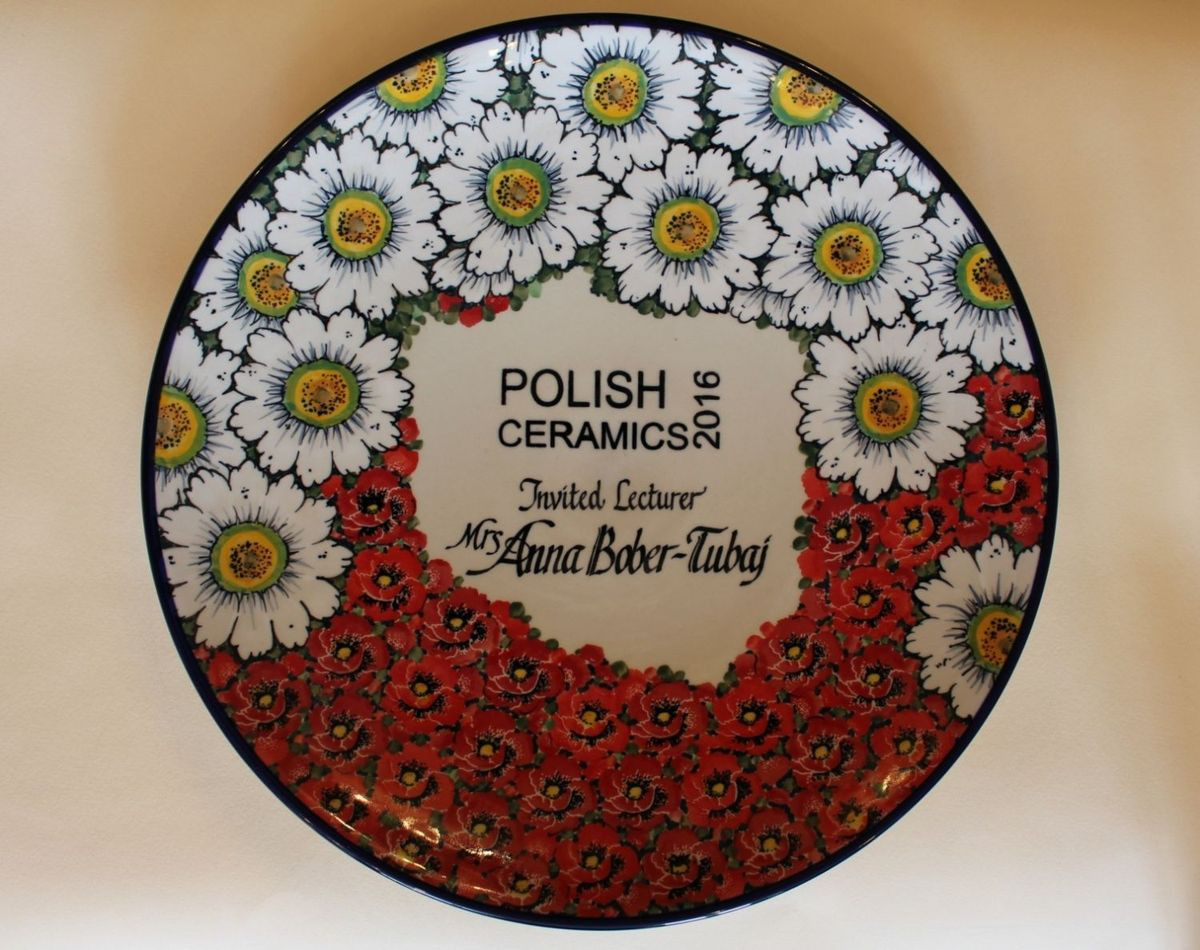 POLISH
CERAMICS 2016
Invited Lecturer
Mrs Anna Bober-Tubaj